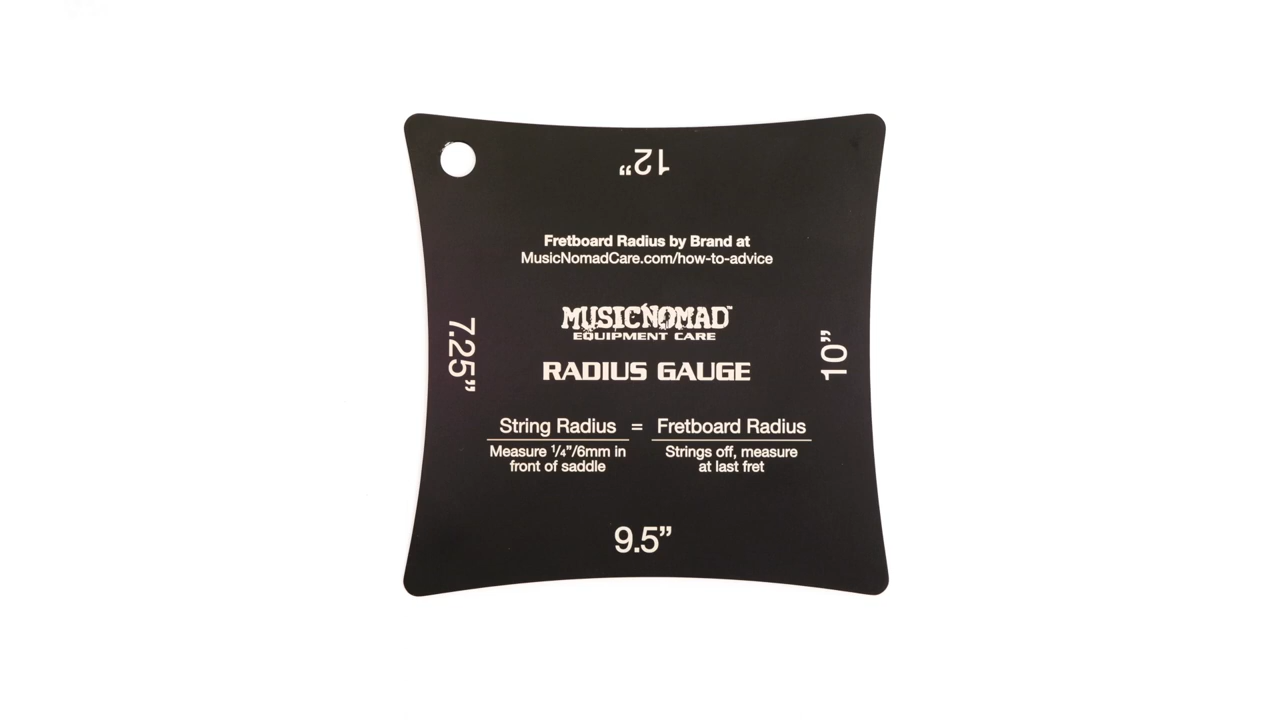 12”
Fretboard Radius by Brand at
MusicNomadCare.com/how-to-advice
MUSICNOMAD™
EQUIPMENT CARE
RADIUS GAUGE
7.25”
10”
String Radius = Fretboard Radius
Measure ¼”/6mm in front of saddle
Strings off, measure at last fret
9.5”